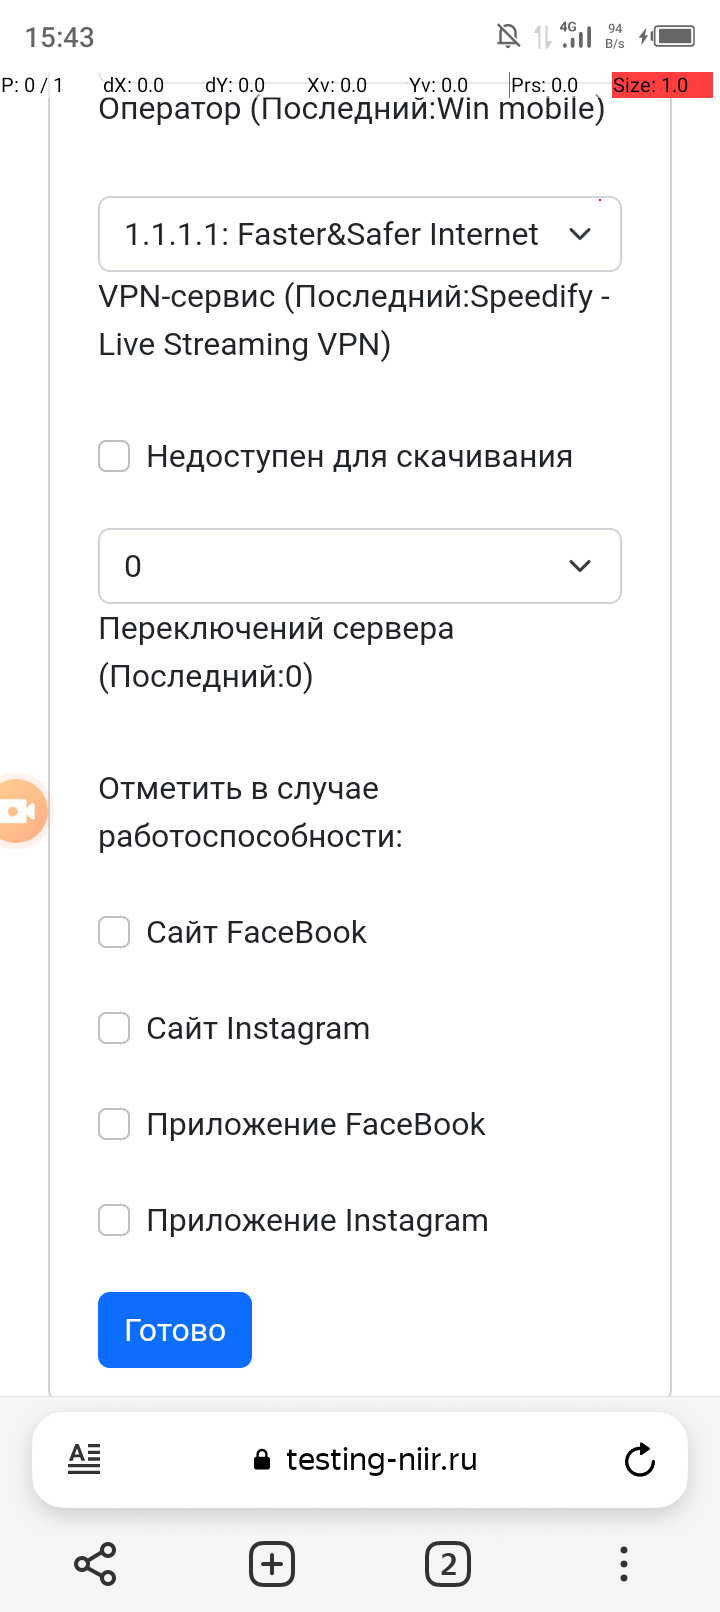 15:43
4G
94
B/s
P: 0 / 1 dX: 0.0 dY: 0.0 Xv: 0.0 Yv: 0.0 Prs: 0.0 Size: 1.0
Оператор (Последний:Win mobile)
1.1.1.1: Faster&Safer Internet
VPN-сервис (Последний:Speedify -
Live Streaming VPN)
Недоступен для скачивания
0
Переключений сервера
(Последний:0)
Отметить в случае
работоспособности:
Сайт FaceBook
Сайт Instagram
Приложение FaceBook
Приложение Instagram
Готово
testing-niir.ru
2